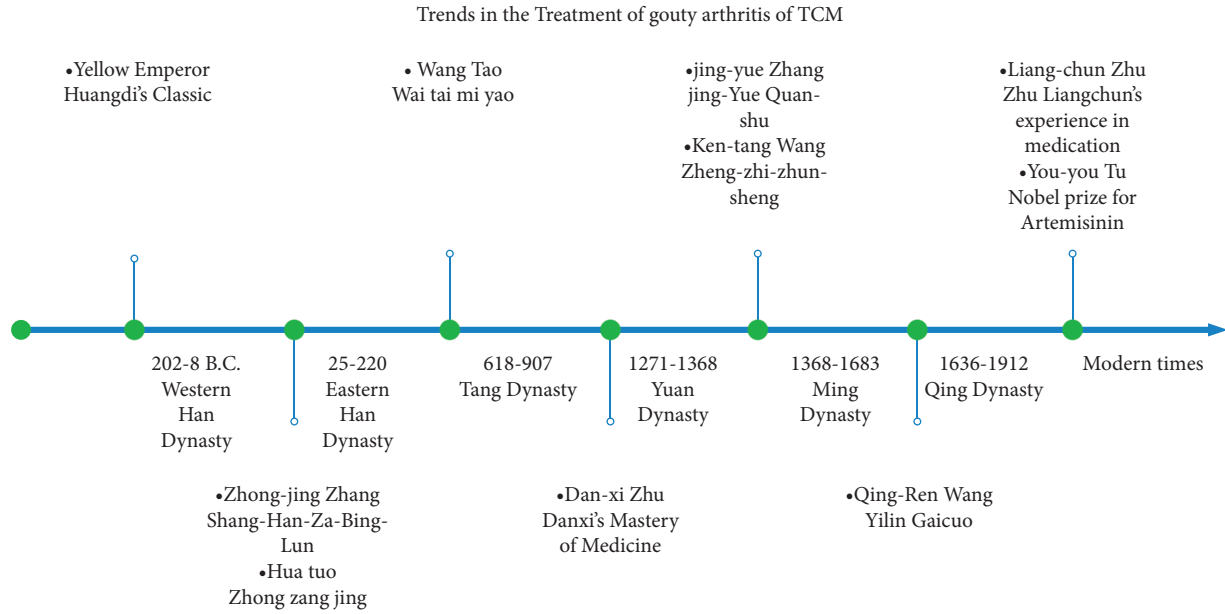 Trends in the Treatment of gouty arthritis of TCM
•Yellow Emperor
Huangdi's Classic
• Wang Tao
Wai tai mi yao
•jing-yue Zhang
jing-Yue Quan-
shu
•Ken-tang Wang
Zheng-zhi-zhun-
sheng
•Liang-chun Zhu
Zhu Liangchun's
experience in
medication
•You-you Tu
Nobel prize for
Artemisinin
202-8 B.C.
Western
Han
Dynasty
25-220
Eastern
Han
Dynasty
618-907
Tang Dynasty
1271-1368
Yuan
Dynasty
1368-1683
Ming
Dynasty
1636-1912
Qing Dynasty
Modern times
•Zhong-jing Zhang
Shang-Han-Za-Bing-
Lun
•Hua tuo
Zhong zang jing
•Dan-xi Zhu
Danxi's Mastery
of Medicine
•Qing-Ren Wang
Yilin Gaicuo